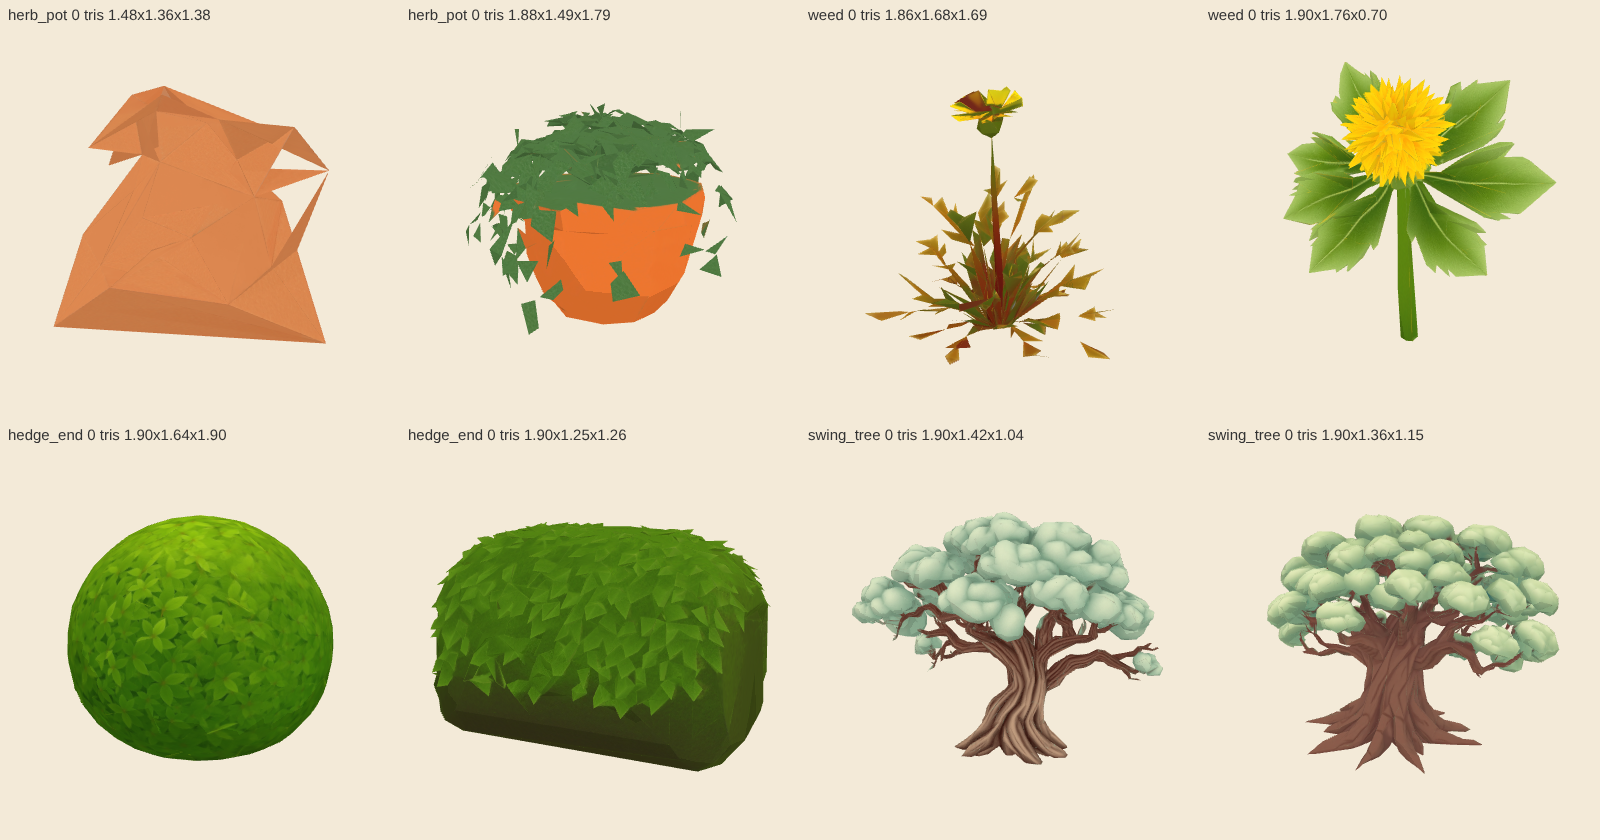 herb_pot 0 tris 1.48x1.36x1.38
herb_pot 0 tris 1.88x1.49x1.79
weed 0 tris 1.86x1.68x1.69
weed 0 tris 1.90x1.76x0.70
hedge_end 0 tris 1.90x1.64x1.90
hedge_end 0 tris 1.90x1.25x1.26
swing_tree 0 tris 1.90x1.42x1.04
swing_tree 0 tris 1.90x1.36x1.15